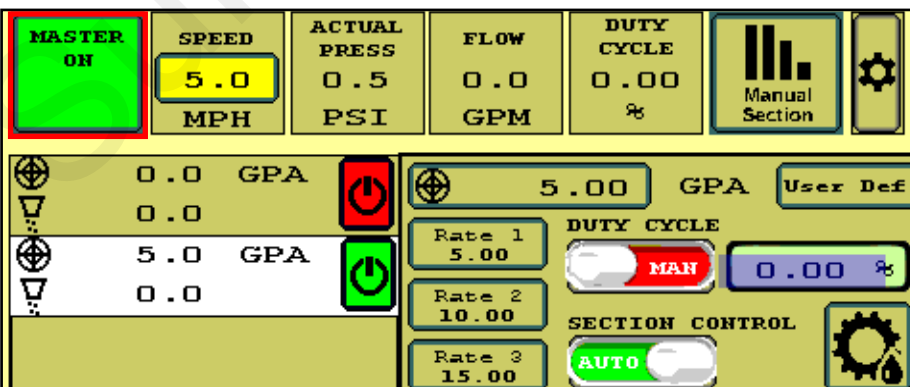 MASTER
ON
SPEED
5.0
MPH
ACTUAL
PRESS
0.5
PSI
FLOW
0.0
GPM
DUTY
CYCLE
0.00
%
Manual
Section
0.0 GPA
0.0
5.0 GPA
0.0
5.00 GPA
User Def
Rate 1
5.00
DUTY CYCLE
MAN
0.00 %
Rate 2
10.00
SECTION CONTROL
AUTO
Rate 3
15.00